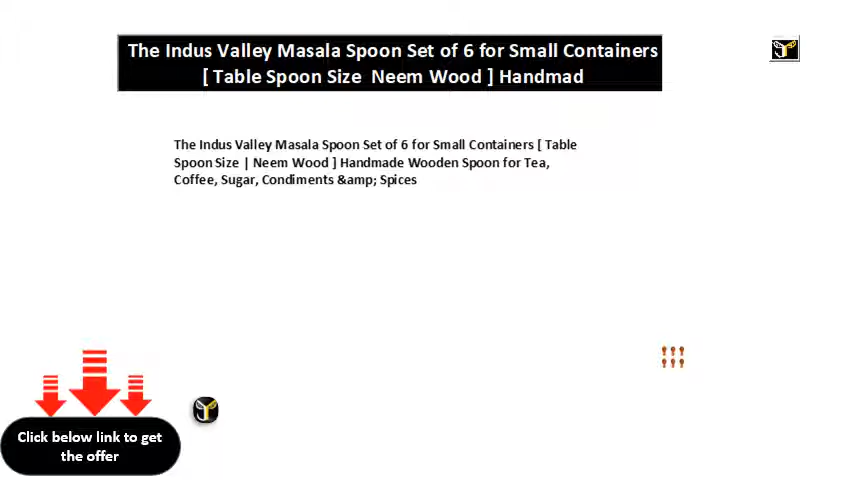 The Indus Valley Masala Spoon Set of 6 for Small Containers
[ Table Spoon Size  Neem Wood ] Handmad
The Indus Valley Masala Spoon Set of 6 for Small Containers [ Table
Spoon Size | Neem Wood ] Handmade Wooden Spoon for Tea,
Coffee, Sugar, Condiments &amp; Spices
Click below link to get
the offer